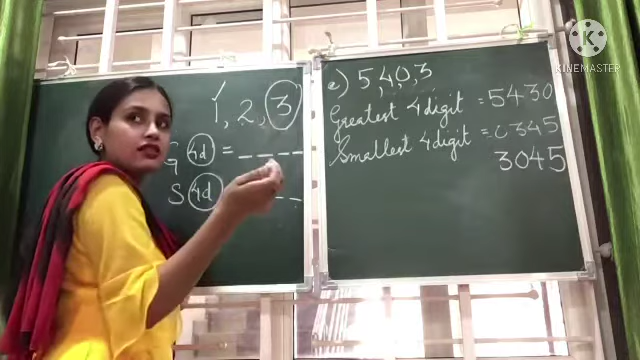 1, 2, 3
G 4d = _ _ _ _
S 4d _ _
e) 5,4,0,3
Greatest 4 digit = 5430
Smallest 4 digit = 0345
3045
KINEMASTER